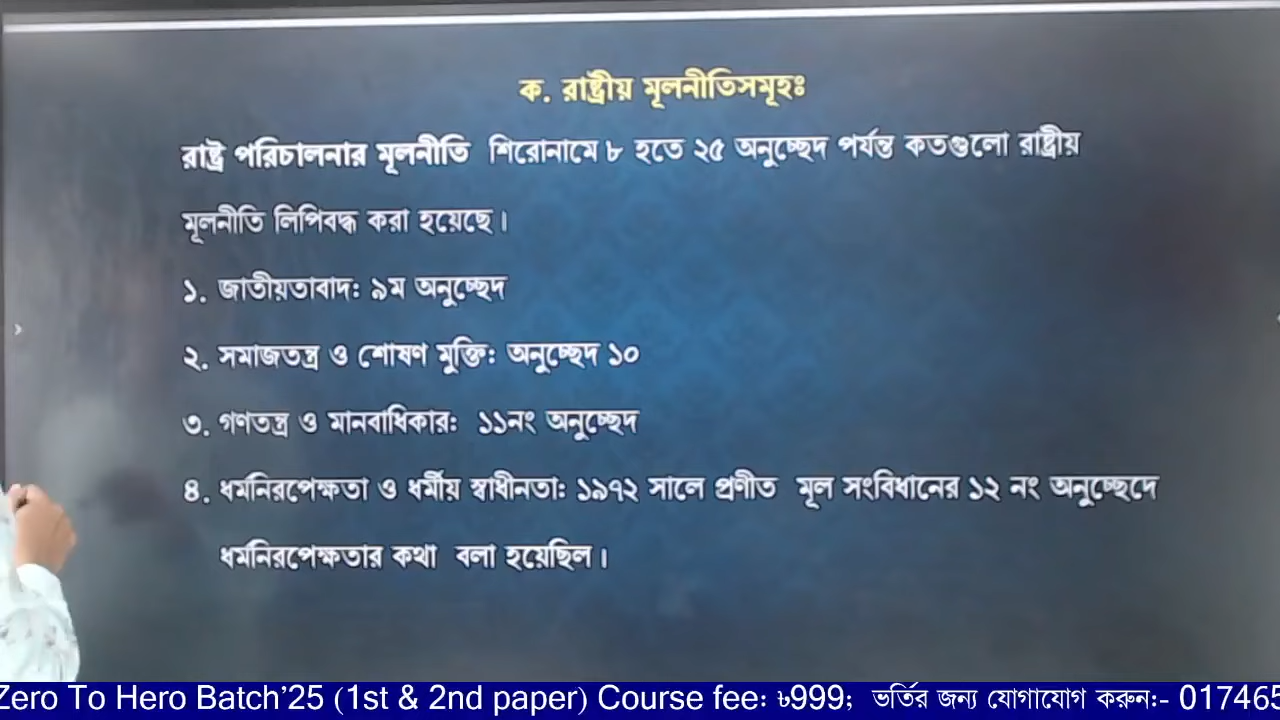 ক. রাষ্ট্রীয় মূলনীতিসমূহঃ
রাষ্ট্র পরিচালনার মূলনীতি শিরোনামে ৮ হতে ২৫ অনুচ্ছেদ পর্যন্ত কতগুলো রাষ্ট্রীয়
মূলনীতি লিপিবদ্ধ করা হয়েছে।
১. জাতীয়তাবাদ: ৯ম অনুচ্ছেদ
২. সমাজতন্ত্র ও শোষণ মুক্তি: অনুচ্ছেদ ১০
৩. গণতন্ত্র ও মানবাধিকার: ১১নং অনুচ্ছেদ
৪. ধর্মনিরপেক্ষতা ও ধর্মীয় স্বাধীনতা: ১৯৭২ সালে প্রণীত মূল সংবিধানের ১২ নং অনুচ্ছেদে
ধর্মনিরপেক্ষতার কথা বলা হয়েছিল।
Zero To Hero Batch’25 (1st & 2nd paper) Course fee: ৳999; ভর্তির জন্য যোগাযোগ করুন:- 017465